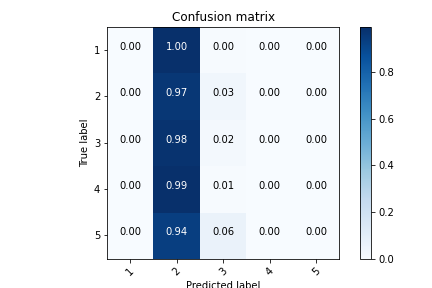 Confusion matrix
1 0.00 1.00 0.00 0.00 0.00
2 0.00 0.97 0.03 0.00 0.00
3 0.00 0.98 0.02 0.00 0.00
4 0.00 0.99 0.01 0.00 0.00
5 0.00 0.94 0.06 0.00 0.00
True label
1 2 3 4 5
Predicted label
0.8
0.6
0.4
0.2
0.0